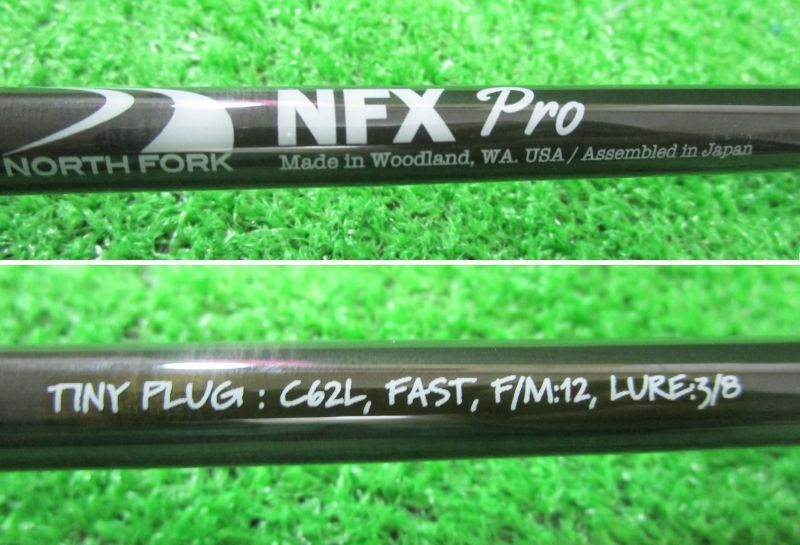 NORTH FORK
NFX Pro
Made in Woodland, WA. USA / Assembled in Japan
TINY PLUG : C62L, FAST, F/M:12, LURE:3/8